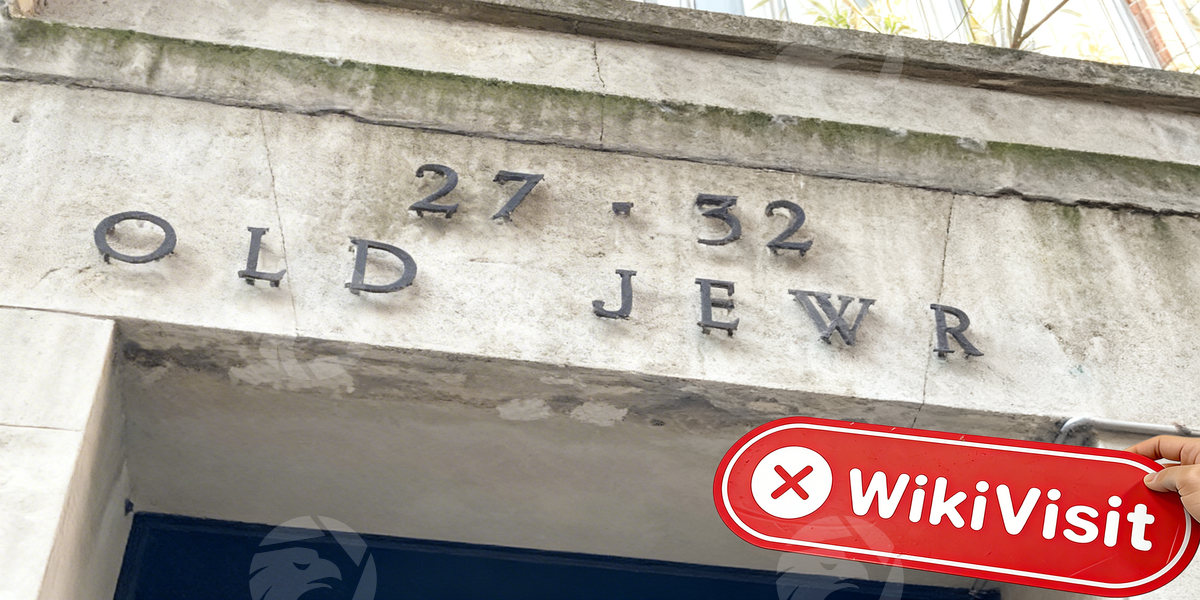 27 - 32
OLD JEWR
WikiVisit